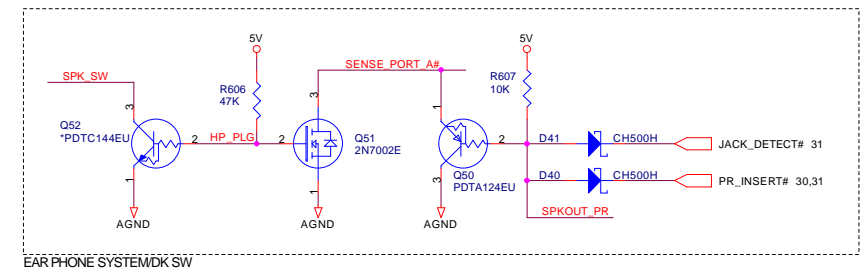 5V
5V
SPK_SW
SENSE_PORT_A#
R606
47K
R607
10K
3
3
1
Q52
*PDTC144EU
2
HP_PLG
2
Q51
2N7002E
2
D41
CH500H
JACK_DETECT# 31
Q50
PDTA124EU
D40
CH500H
PR_INSERT# 30,31
1
1
3
SPKOUT_PR
AGND
AGND
AGND
EAR PHONE SYSTEM/DK SW